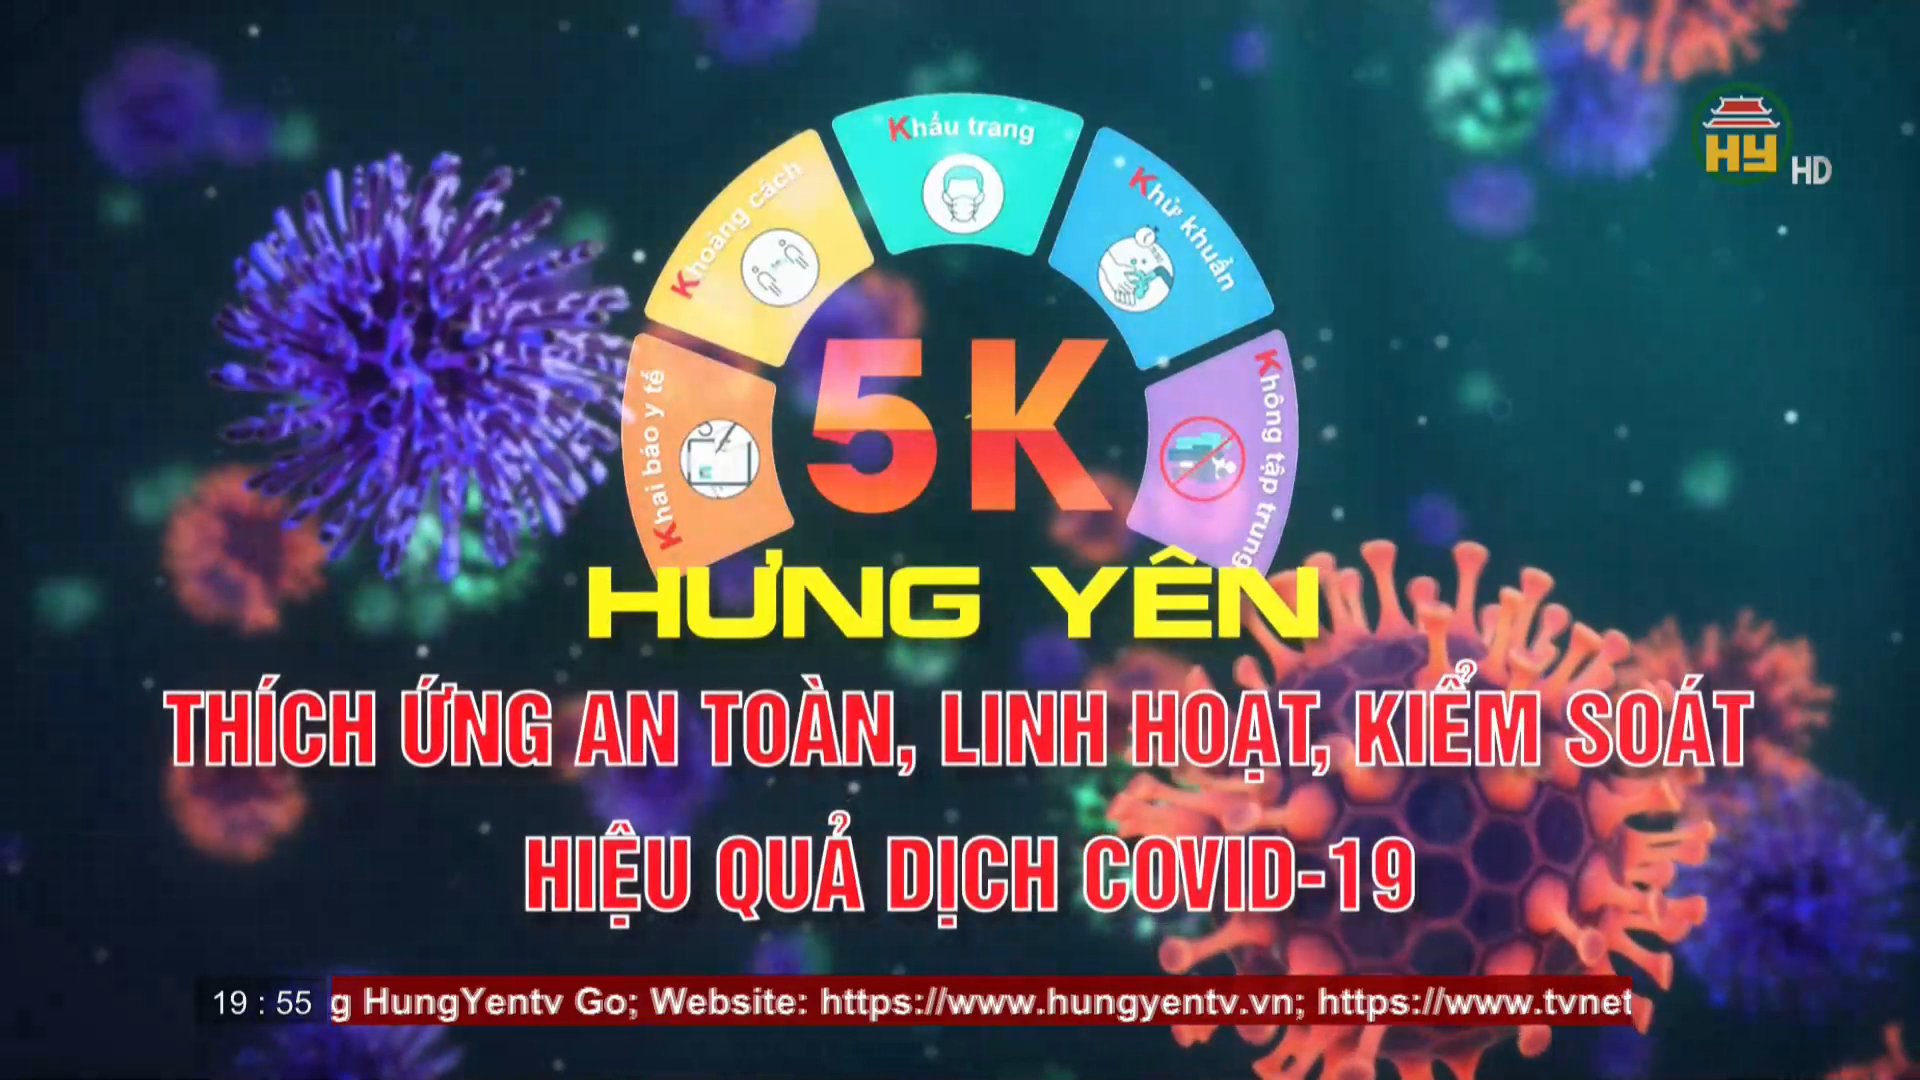 Khẩu trang
Khoảng cách
Khử khuẩn
Khai báo y tế
Không tập trung
5K
HY HD
HƯNG YÊN
THÍCH ỨNG AN TOÀN, LINH HOẠT, KIỂM SOÁT
HIỆU QUẢ DỊCH COVID-19
19 : 55 g HungYentv Go; Website: https://www.hungyentv.vn; https://www.tvnet